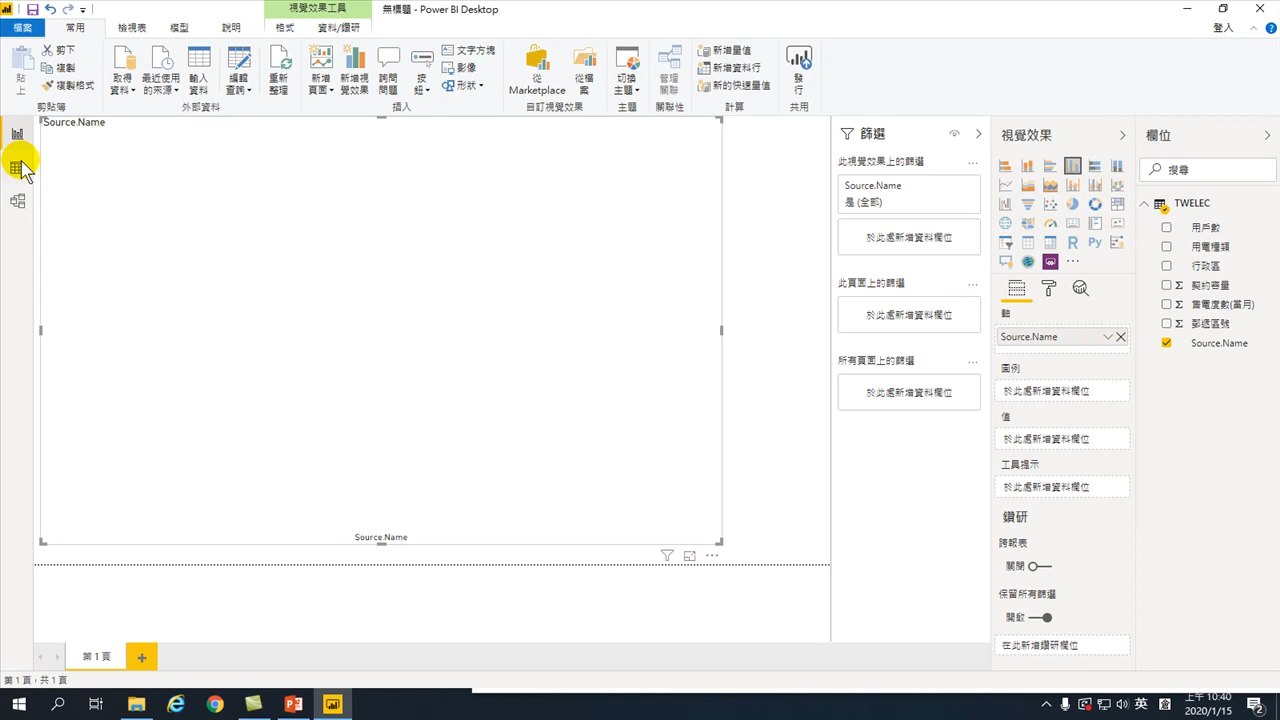 視覺效果工具
無標題 - Power BI Desktop
檔案
常用
檢視表
模型
說明
格式
資料/鑽研
登入
貼上
剪下
複製
複製格式
剪貼簿
取得資料
最近使用的來源
輸入資料
編輯查詢
重新整理
外部資料
新增頁面
新增視覺效果
詢問問題
按鈕
文字方塊
影像
形狀
插入
從 Marketplace
從檔案
自訂視覺效果
切換主題
主題
管理關聯
關聯性
新增量值
新增資料行
新的快速量值
計算
發行
共用
Source.Name
Source.Name
篩選
此視覺效果上的篩選
Source.Name
是 (全部)
於此處新增資料欄位
此頁面上的篩選
於此處新增資料欄位
所有頁面上的篩選
於此處新增資料欄位
視覺效果
R
Py
軸
Source.Name
圖例
於此處新增資料欄位
值
於此處新增資料欄位
工具提示
於此處新增資料欄位
鑽研
跨報表
關閉
保留所有篩選
開啟
在此新增鑽研欄位
欄位
搜尋
TWELEC
用戶數
用電種類
行政區
契約容量
售電度數(當月)
郵遞區號
Source.Name
第 1 頁
第 1 頁，共 1 頁
英
上午 10:40
2020/1/15
2